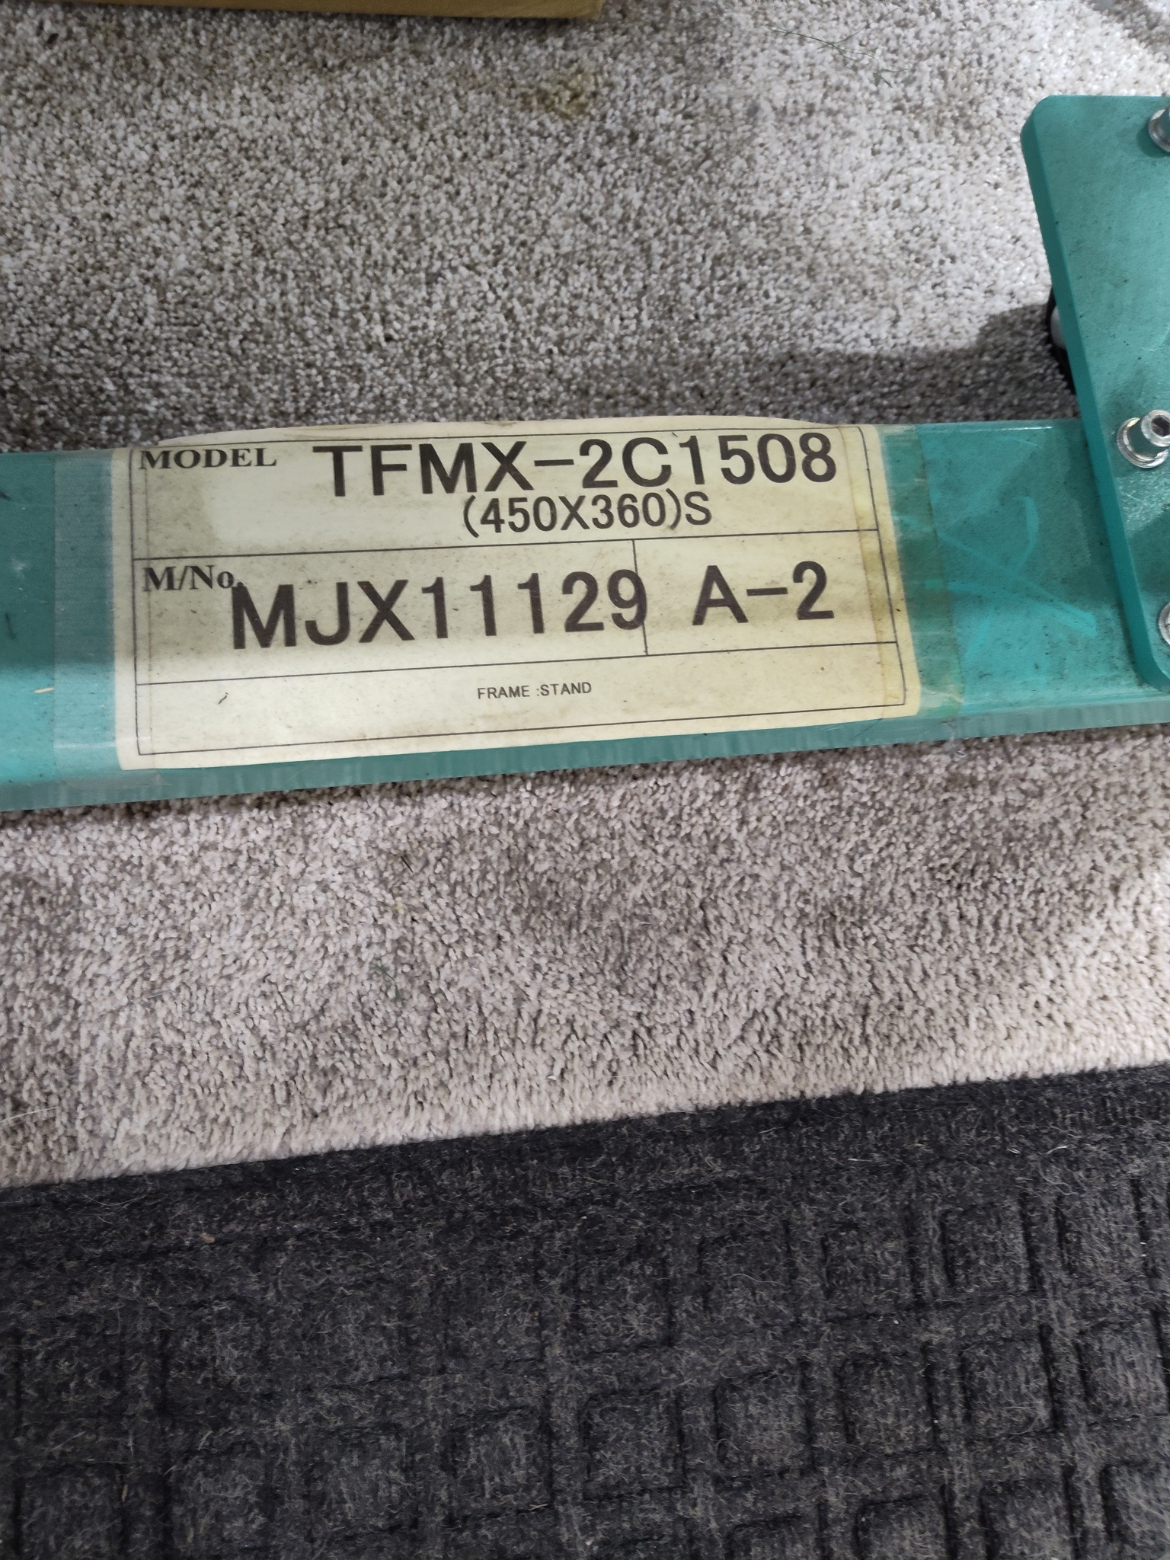 MODEL TFMX-2C1508
(450X360)S
M/No. MJX11129 A-2
FRAME :STAND